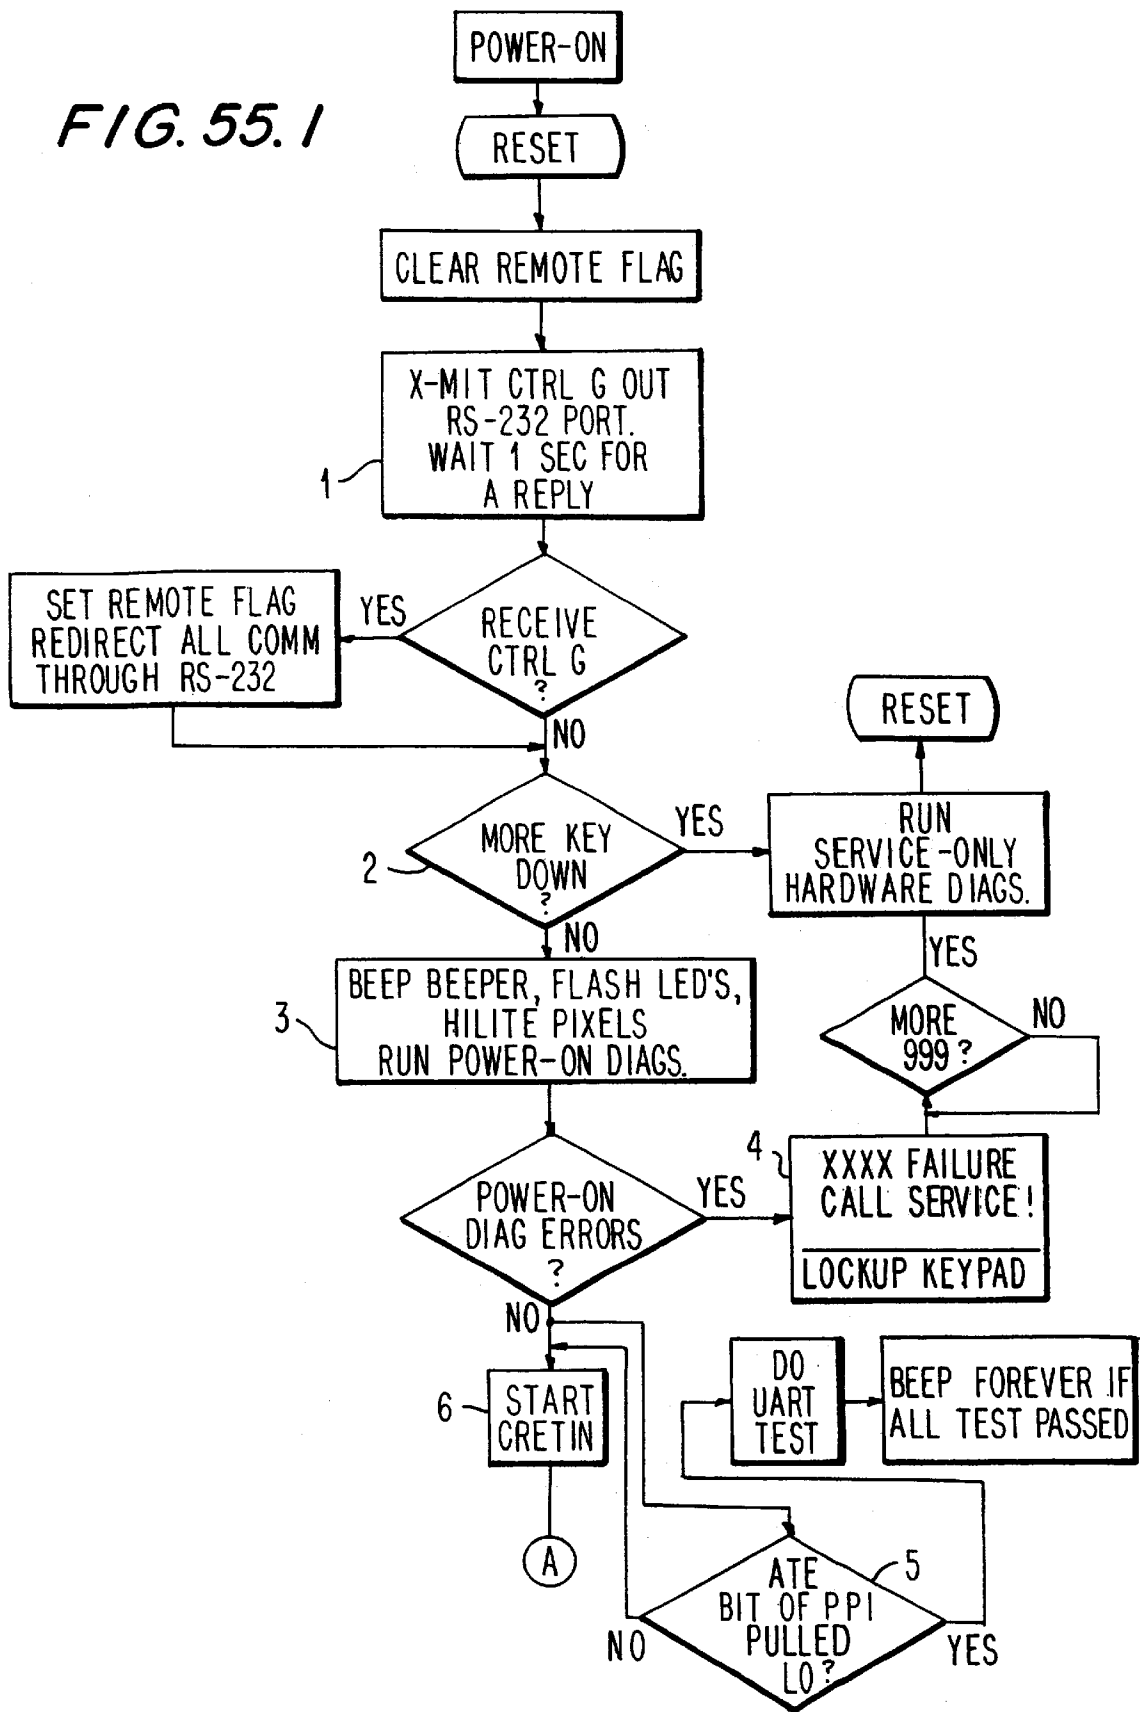 POWER-ON
FIG. 55.1
RESET
CLEAR REMOTE FLAG
X-MIT CTRL G OUT
RS-232 PORT.
WAIT 1 SEC FOR
A REPLY
1
SET REMOTE FLAG
REDIRECT ALL COMM
THROUGH RS-232
YES
RECEIVE
CTRL G
?
NO
RESET
MORE KEY
DOWN
?
2
YES
RUN
SERVICE-ONLY
HARDWARE DIAGS.
NO
YES
BEEP BEEPER, FLASH LED'S,
HILITE PIXELS
RUN POWER-ON DIAGS.
3
MORE
999?
NO
POWER-ON
DIAG ERRORS
?
YES
4
XXXX FAILURE
CALL SERVICE!
LOCKUP KEYPAD
NO
6
START
CRETIN
DO
UART
TEST
BEEP FOREVER IF
ALL TEST PASSED
A
ATE
BIT OF PPI
PULLED
LO?
5
NO
YES